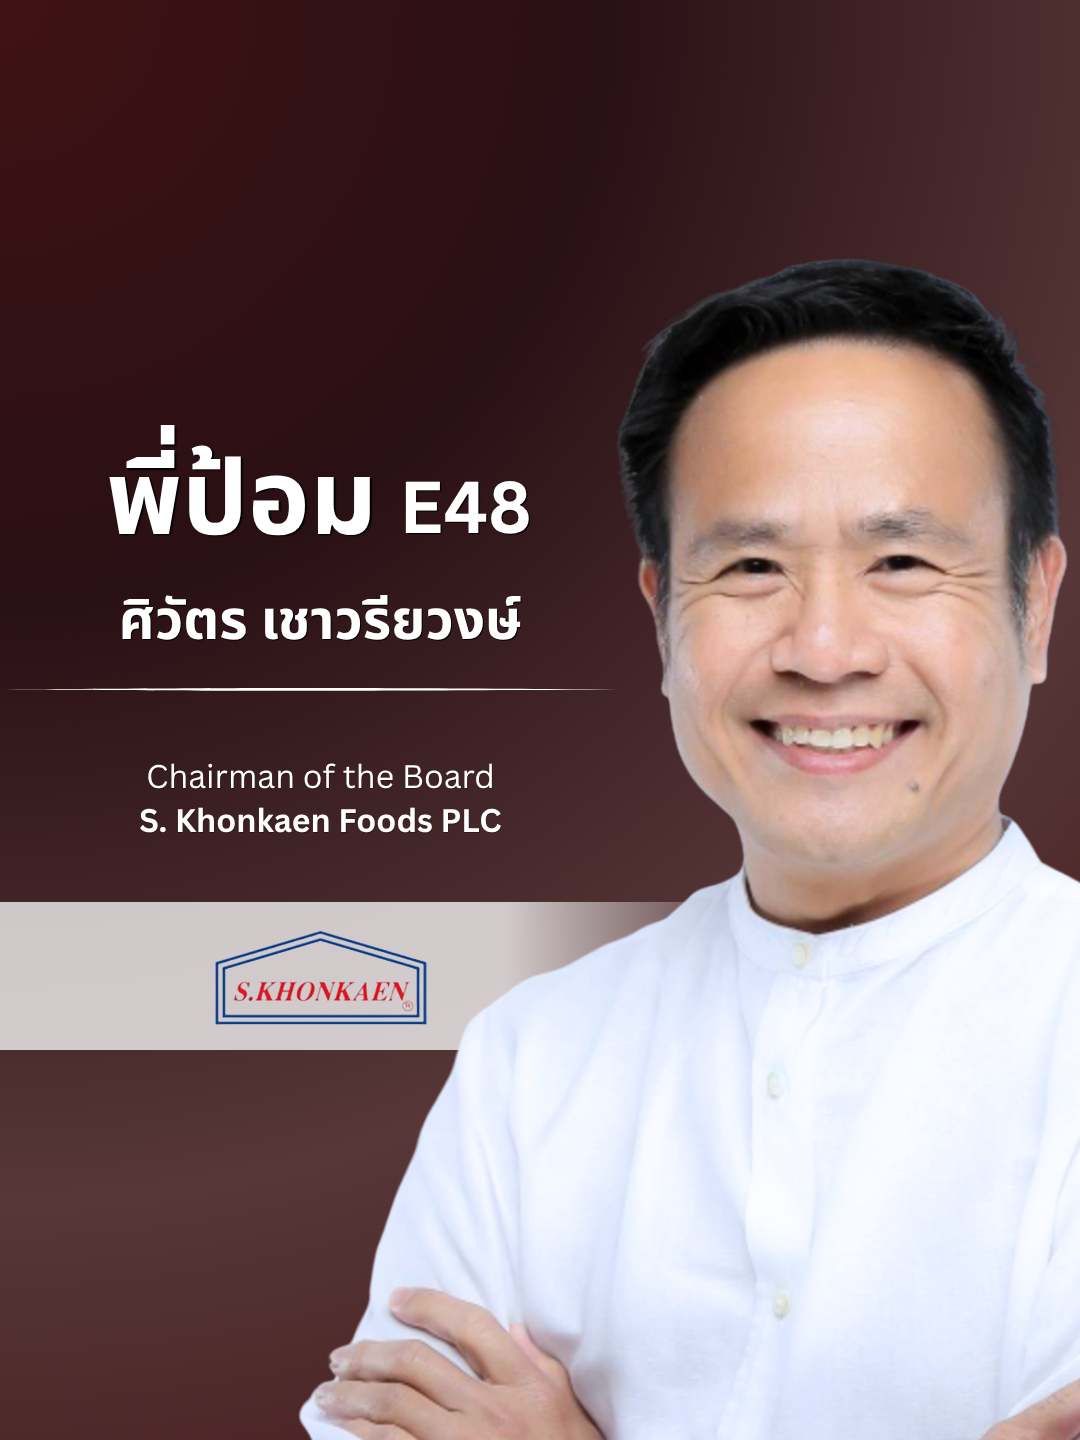 พี่ป้อม E48
ศิวัตร เชาวรียวงษ์
Chairman of the Board
S. Khonkaen Foods PLC
S.KHONKAEN ®